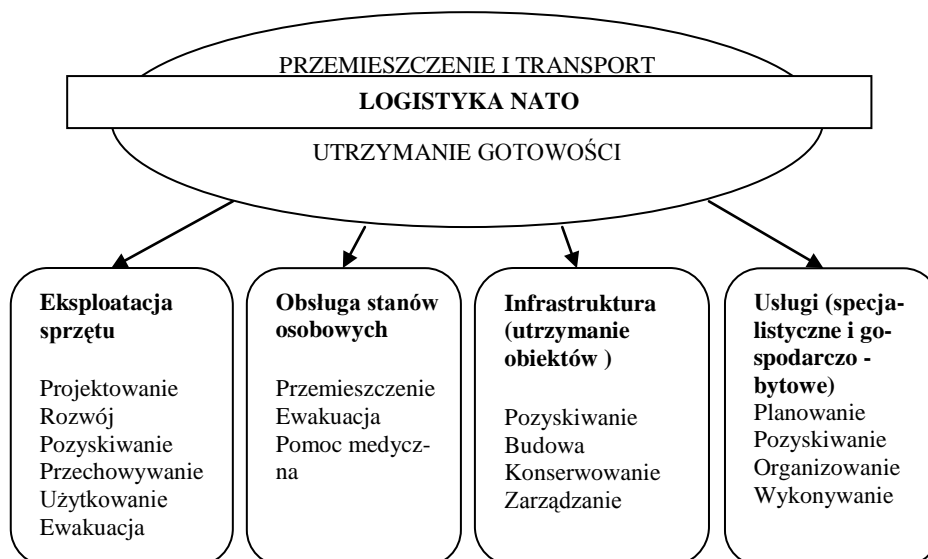 PRZEMIESZCZENIE I TRANSPORT
LOGISTYKA NATO
UTRZYMANIE GOTOWOŚCI
Eksploatacja
sprzętu
Projektowanie
Rozwój
Pozyskiwanie
Przechowywanie
Użytkowanie
Ewakuacja
Obsługa stanów
osobowych
Przemieszczenie
Ewakuacja
Pomoc medycz-
na
Infrastruktura
(utrzymanie
obiektów )
Pozyskiwanie
Budowa
Konserwowanie
Zarządzanie
Usługi (specja-
listyczne i go-
spodarczo -
bytowe)
Planowanie
Pozyskiwanie
Organizowanie
Wykonywanie